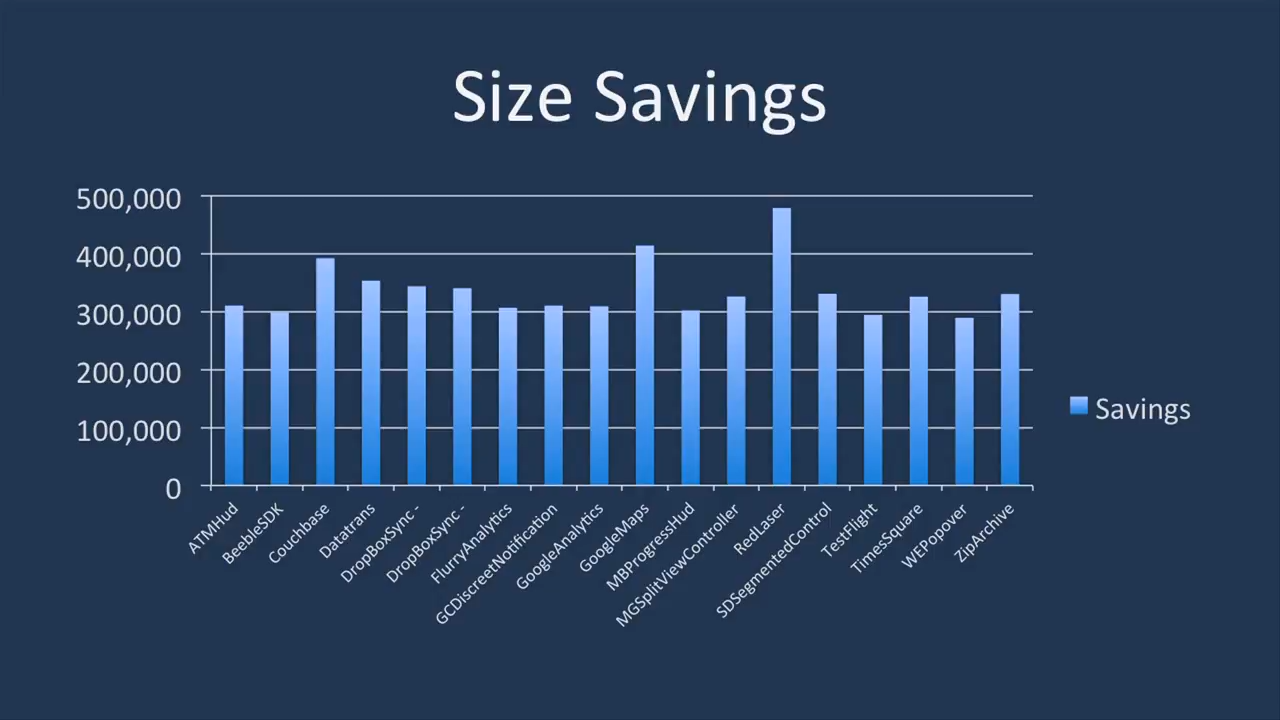 Size Savings
500,000
400,000
300,000
200,000
100,000
0
ATMHud
BeebleSDK
Couchbase
Datatrans
DropBoxSync -
DropBoxSync -
FlurryAnalytics
GCDiscreetNotification
GoogleAnalytics
GoogleMaps
MBProgressHud
MGSplitViewController
RedLaser
SDSegmentedControl
TestFlight
TimesSquare
WEPopover
ZipArchive
Savings